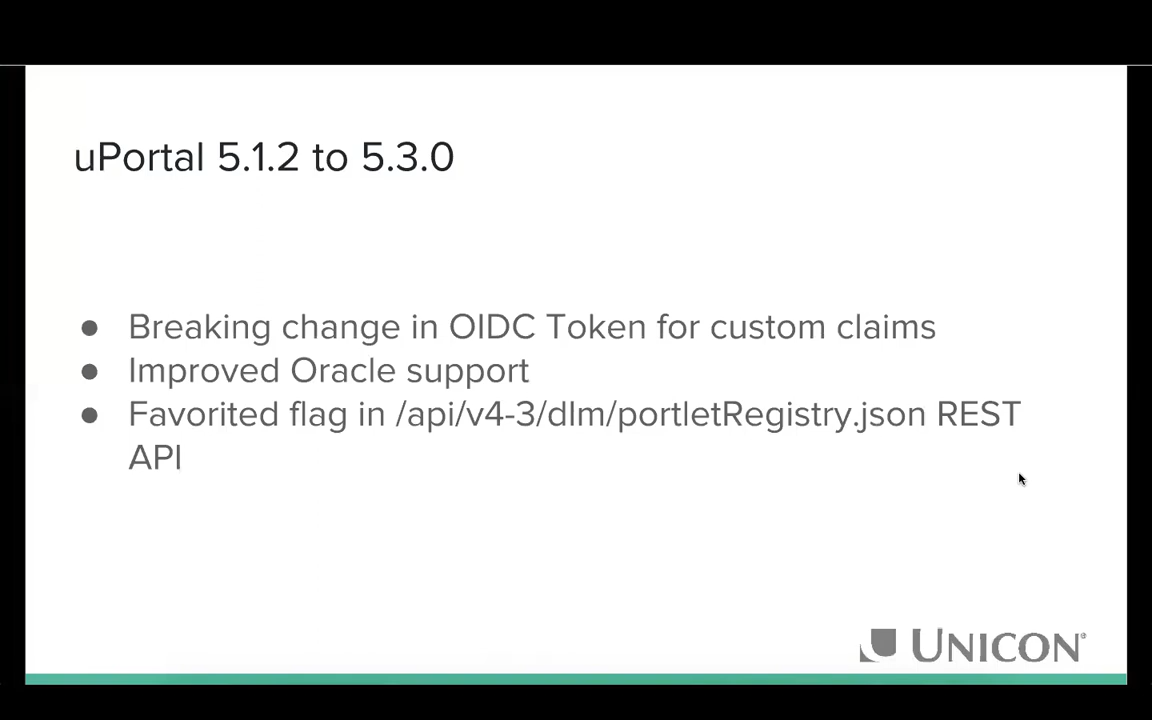 uPortal 5.1.2 to 5.3.0
● Breaking change in OIDC Token for custom claims
● Improved Oracle support
● Favorited flag in /api/v4-3/dlm/portletRegistry.json REST
API
UNICON®